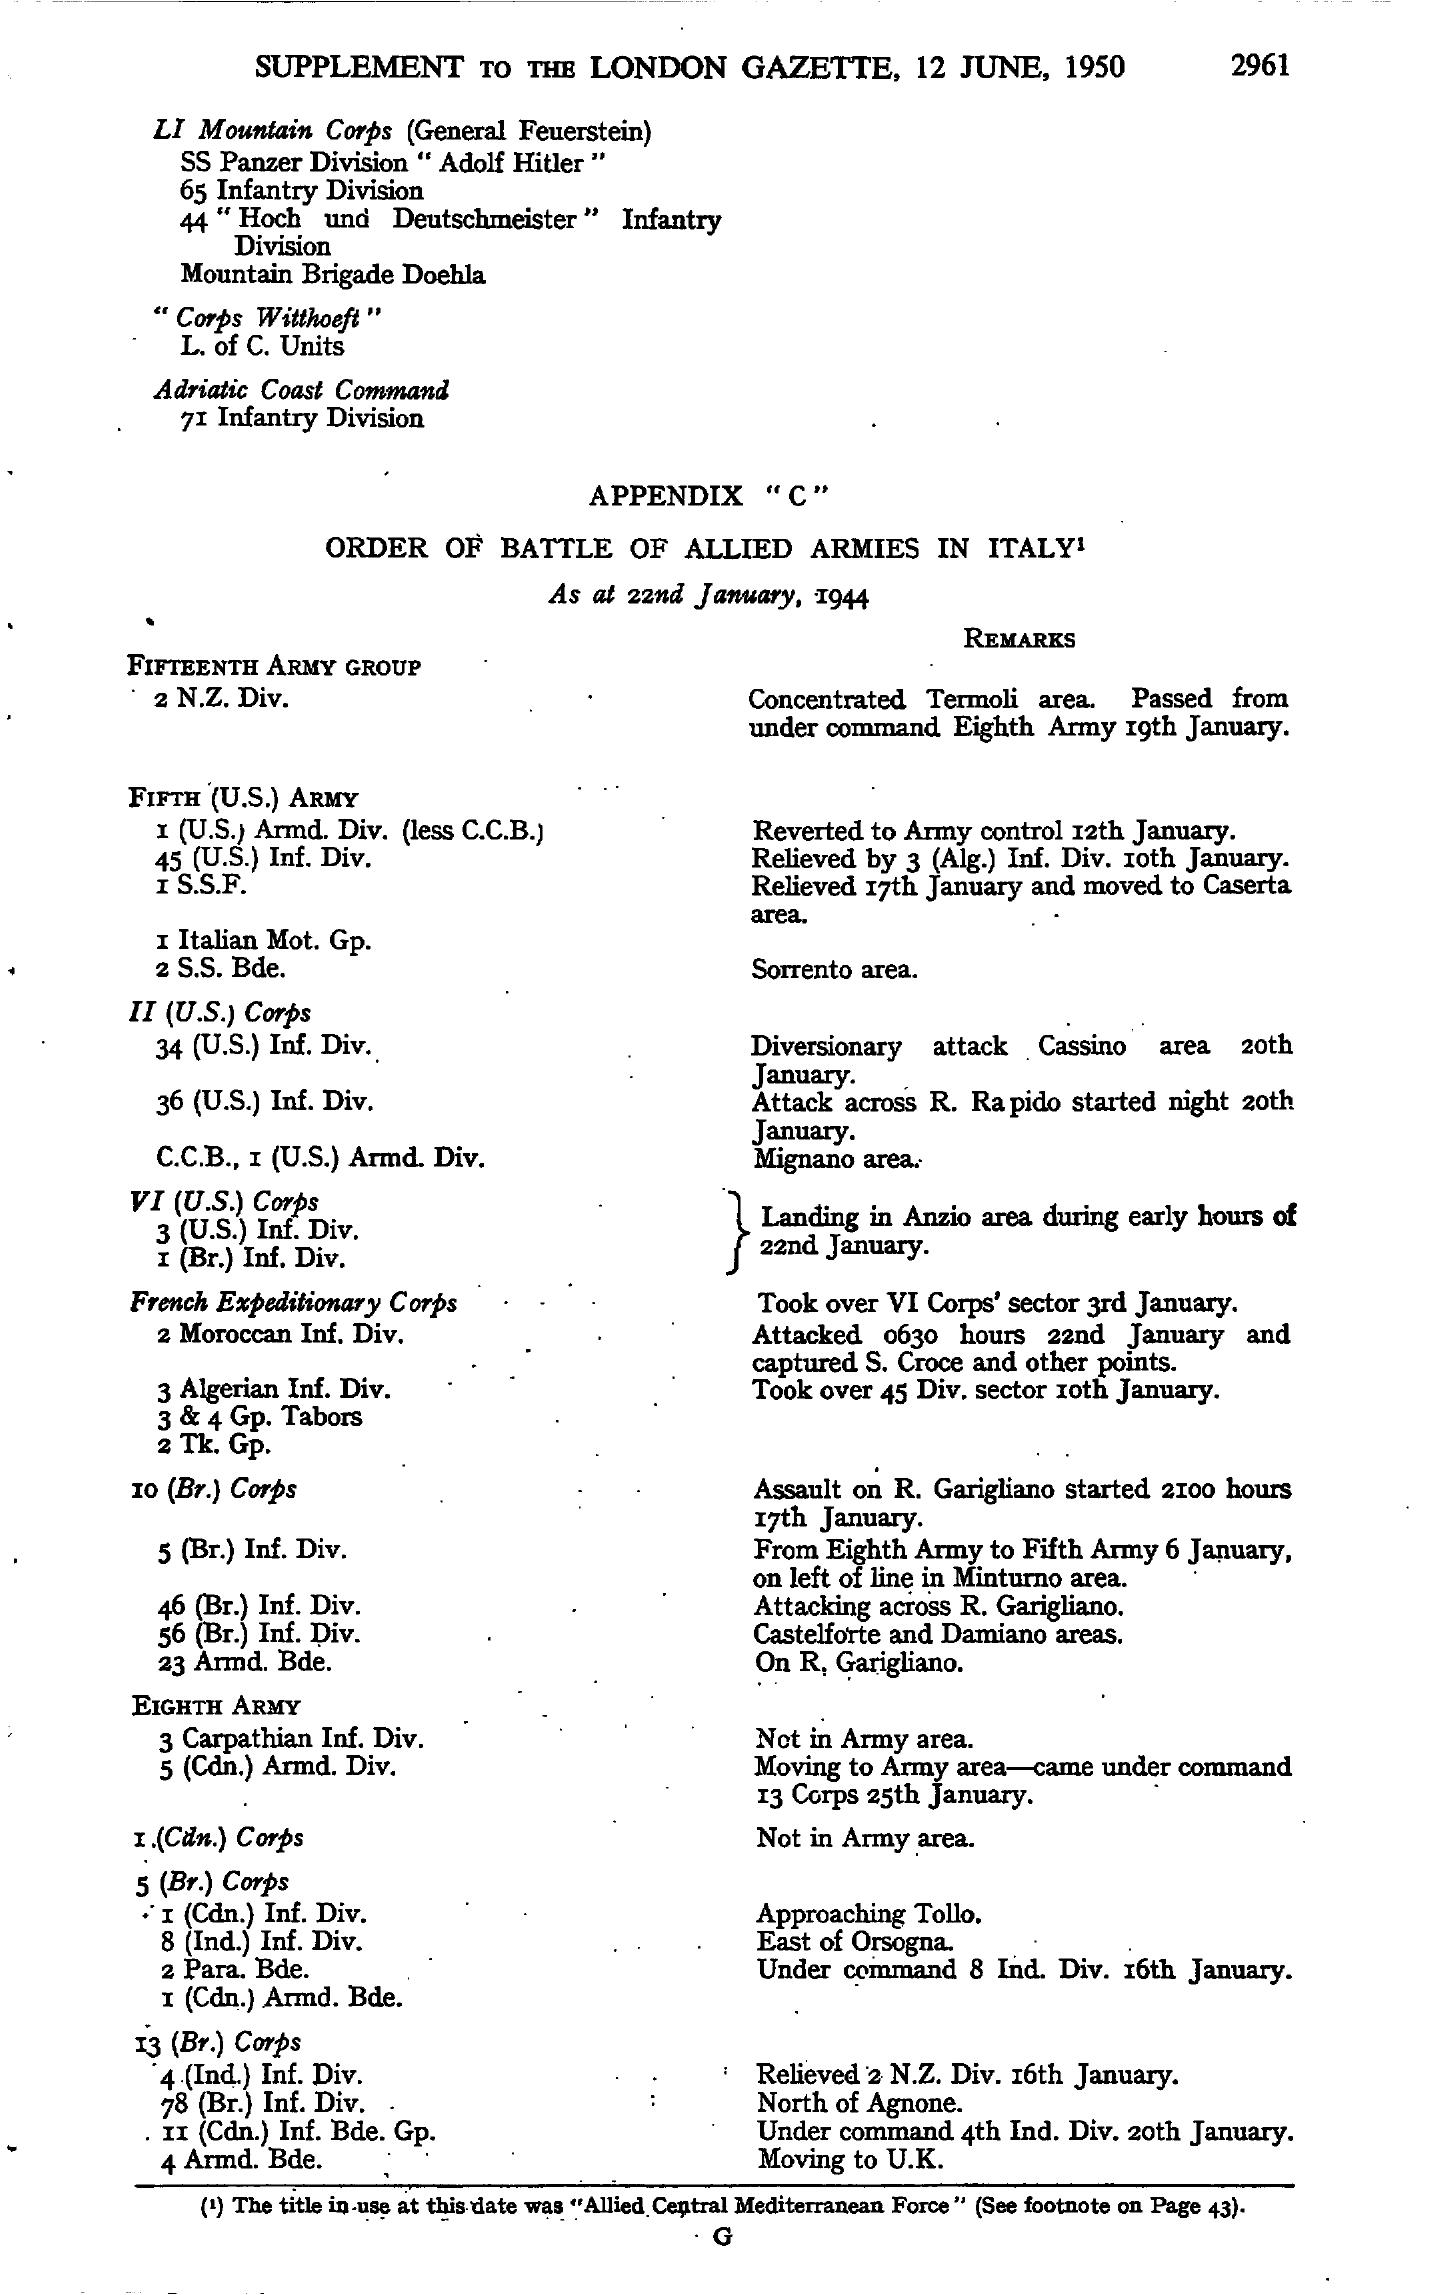 SUPPLEMENT TO THE LONDON GAZETTE, 12 JUNE, 1950 2961
LI Mountain Corps (General Feuerstein)
SS Panzer Division " Adolf Hitler "
65 Infantry Division
44 " Hoch und Deutschmeister " Infantry
Division
Mountain Brigade Doehla
" Corps Witthoeft "
L. of C. Units
Adriatic Coast Command
71 Infantry Division
APPENDIX " C "
ORDER OF BATTLE OF ALLIED ARMIES IN ITALY¹
As at 22nd January, 1944
REMARKS
FIFTEENTH ARMY GROUP
2 N.Z. Div. Concentrated Termoli area. Passed from
under command Eighth Army 19th January.
FIFTH (U.S.) ARMY
1 (U.S.) Armd. Div. (less C.C.B.) Reverted to Army control 12th January.
45 (U.S.) Inf. Div. Relieved by 3 (Alg.) Inf. Div. 10th January.
1 S.S.F. Relieved 17th January and moved to Caserta
area.
1 Italian Mot. Gp.
2 S.S. Bde. Sorrento area.
II (U.S.) Corps
34 (U.S.) Inf. Div. Diversionary attack Cassino area 20th
January.
36 (U.S.) Inf. Div. Attack across R. Rapido started night 20th
January.
C.C.B., 1 (U.S.) Armd. Div. Mignano area.
VI (U.S.) Corps
3 (U.S.) Inf. Div. Landing in Anzio area during early hours of
1 (Br.) Inf. Div. 22nd January.
French Expeditionary Corps Took over VI Corps' sector 3rd January.
2 Moroccan Inf. Div. Attacked 0630 hours 22nd January and
captured S. Croce and other points.
3 Algerian Inf. Div. Took over 45 Div. sector 10th January.
3 & 4 Gp. Tabors
2 Tk. Gp.
10 (Br.) Corps Assault on R. Garigliano started 2100 hours
17th January.
5 (Br.) Inf. Div. From Eighth Army to Fifth Army 6 January,
on left of line in Minturno area.
46 (Br.) Inf. Div. Attacking across R. Garigliano.
56 (Br.) Inf. Div. Castelforte and Damiano areas.
23 Armd. Bde. On R. Garigliano.
EIGHTH ARMY
3 Carpathian Inf. Div. Not in Army area.
5 (Cdn.) Armd. Div. Moving to Army area—came under command
13 Corps 25th January.
1 (Cdn.) Corps Not in Army area.
5 (Br.) Corps
1 (Cdn.) Inf. Div. Approaching Tollo.
8 (Ind.) Inf. Div. East of Orsogna.
2 Para. Bde. Under command 8 Ind. Div. 16th January.
1 (Cdn.) Armd. Bde.
13 (Br.) Corps
4 (Ind.) Inf. Div. Relieved 2 N.Z. Div. 16th January.
78 (Br.) Inf. Div. North of Agnone.
11 (Cdn.) Inf. Bde. Gp. Under command 4th Ind. Div. 20th January.
4 Armd. Bde. Moving to U.K.
(¹) The title in use at this date was "Allied Central Mediterranean Force" (See footnote on Page 43).
G